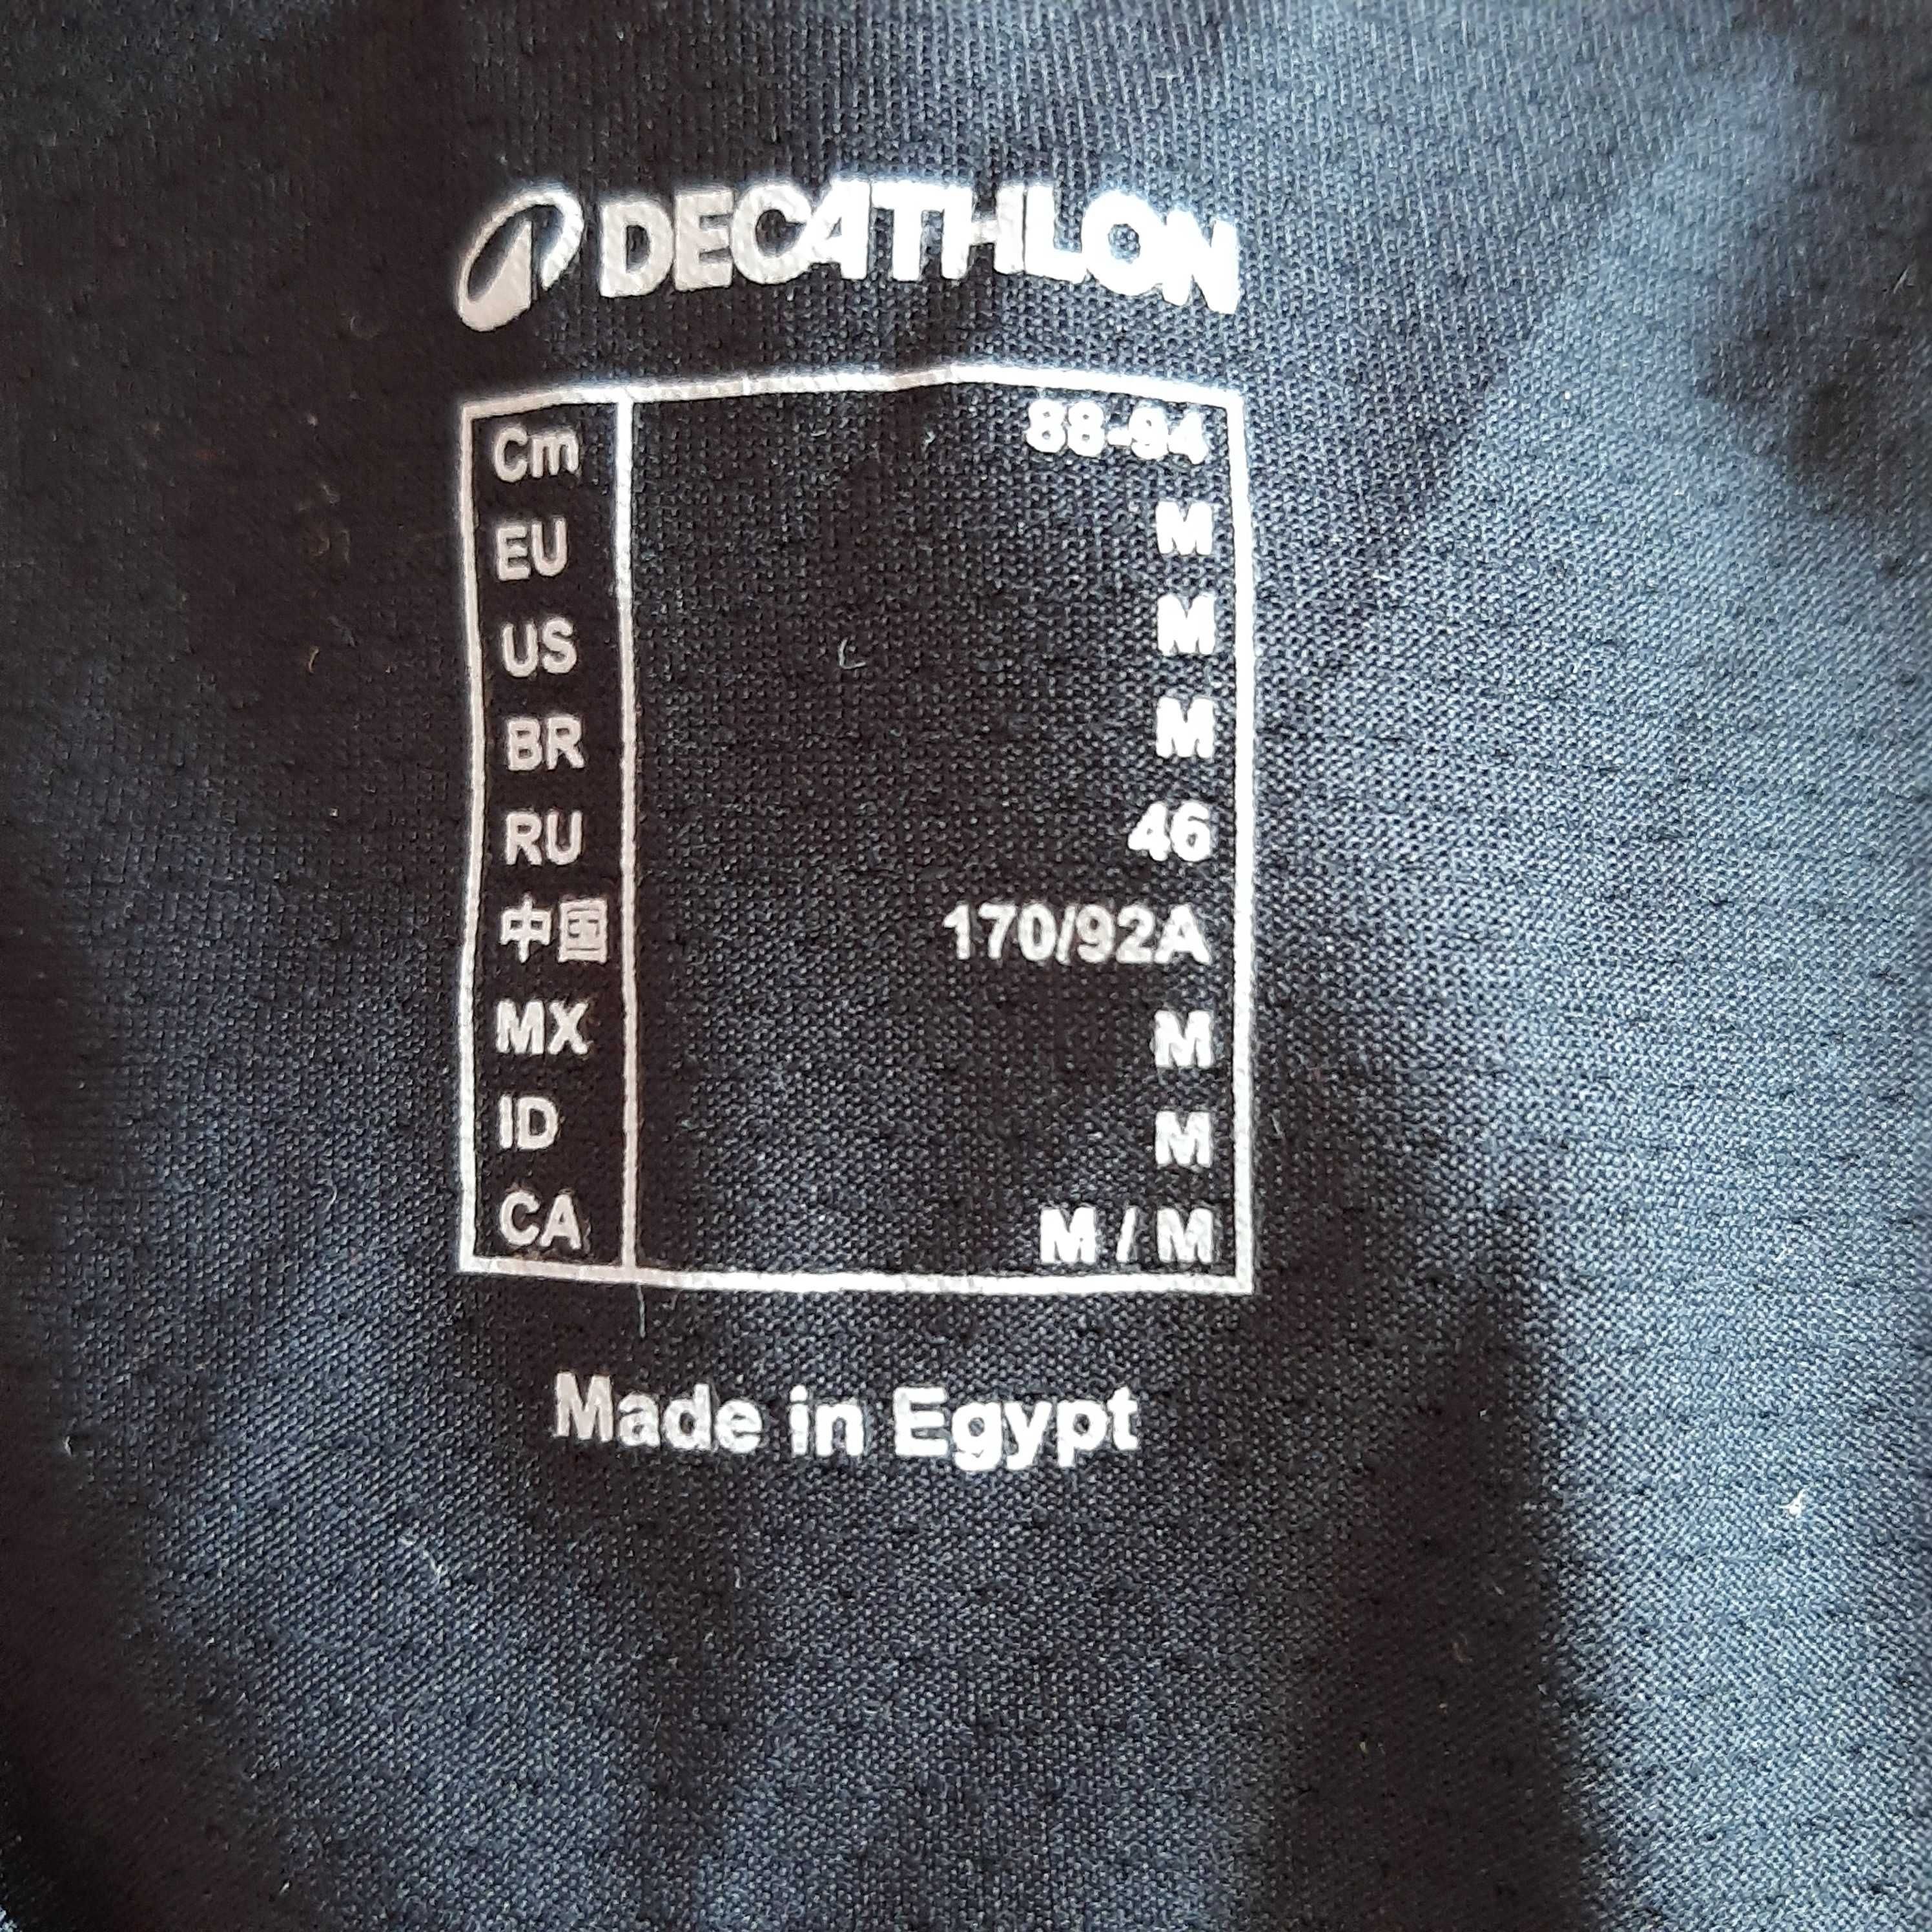 DECATHLON
Cm 88-94
EU M
US M
BR M
RU 46
中国 170/92A
MX M
ID M
CA M / M
Made in Egypt